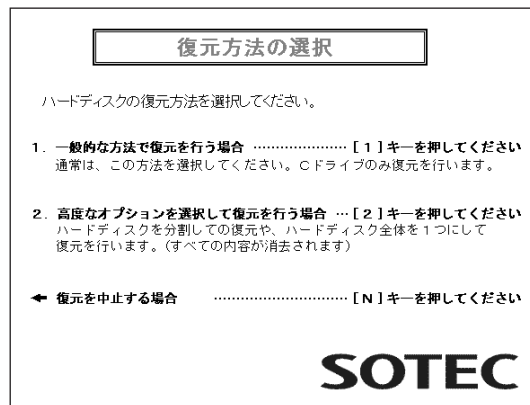 復元方法の選択
ハードディスクの復元方法を選択してください。
1. 一般的な方法で復元を行う場合 ………………… [ 1 ] キーを押してください
通常は、この方法を選択してください。Cドライブのみ復元を行います。
2. 高度なオプションを選択して復元を行う場合 … [ 2 ] キーを押してください
ハードディスクを分割しての復元や、ハードディスク全体を1つにして
復元を行います。(すべての内容が消去されます)
← 復元を中止する場合 ………………………… [ N ] キーを押してください
SOTEC